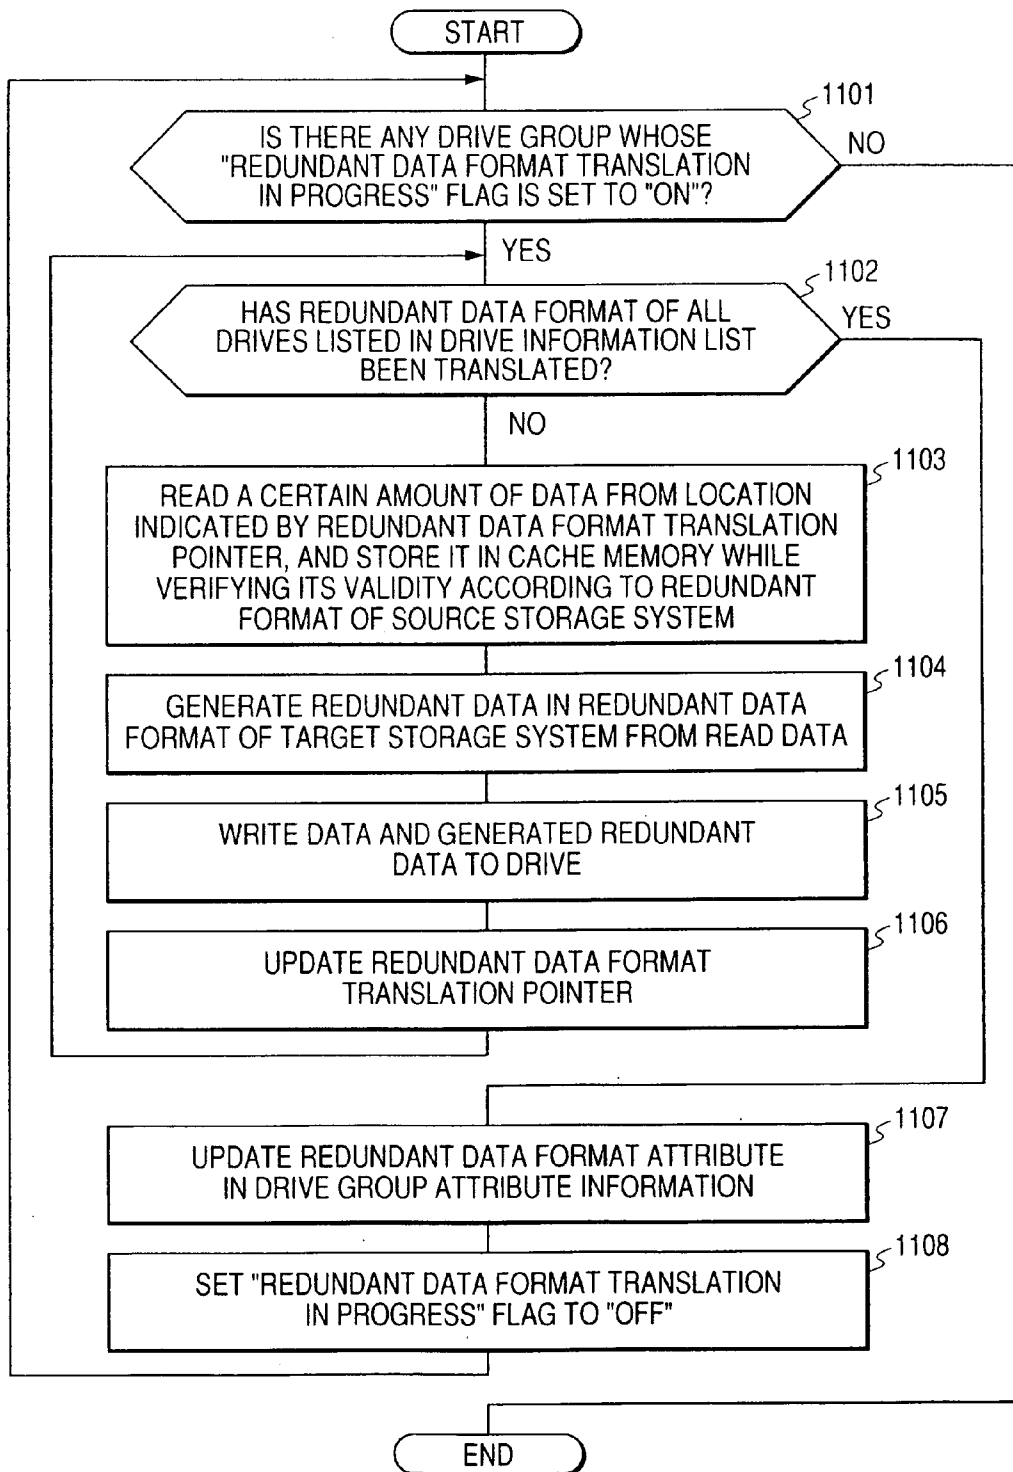 START
1101
IS THERE ANY DRIVE GROUP WHOSE
"REDUNDANT DATA FORMAT TRANSLATION
IN PROGRESS" FLAG IS SET TO "ON"?
NO
YES
1102
HAS REDUNDANT DATA FORMAT OF ALL
DRIVES LISTED IN DRIVE INFORMATION LIST
BEEN TRANSLATED?
YES
NO
1103
READ A CERTAIN AMOUNT OF DATA FROM LOCATION
INDICATED BY REDUNDANT DATA FORMAT TRANSLATION
POINTER, AND STORE IT IN CACHE MEMORY WHILE
VERIFYING ITS VALIDITY ACCORDING TO REDUNDANT
FORMAT OF SOURCE STORAGE SYSTEM
1104
GENERATE REDUNDANT DATA IN REDUNDANT DATA
FORMAT OF TARGET STORAGE SYSTEM FROM READ DATA
1105
WRITE DATA AND GENERATED REDUNDANT
DATA TO DRIVE
1106
UPDATE REDUNDANT DATA FORMAT
TRANSLATION POINTER
1107
UPDATE REDUNDANT DATA FORMAT ATTRIBUTE
IN DRIVE GROUP ATTRIBUTE INFORMATION
1108
SET "REDUNDANT DATA FORMAT TRANSLATION
IN PROGRESS" FLAG TO "OFF"
END